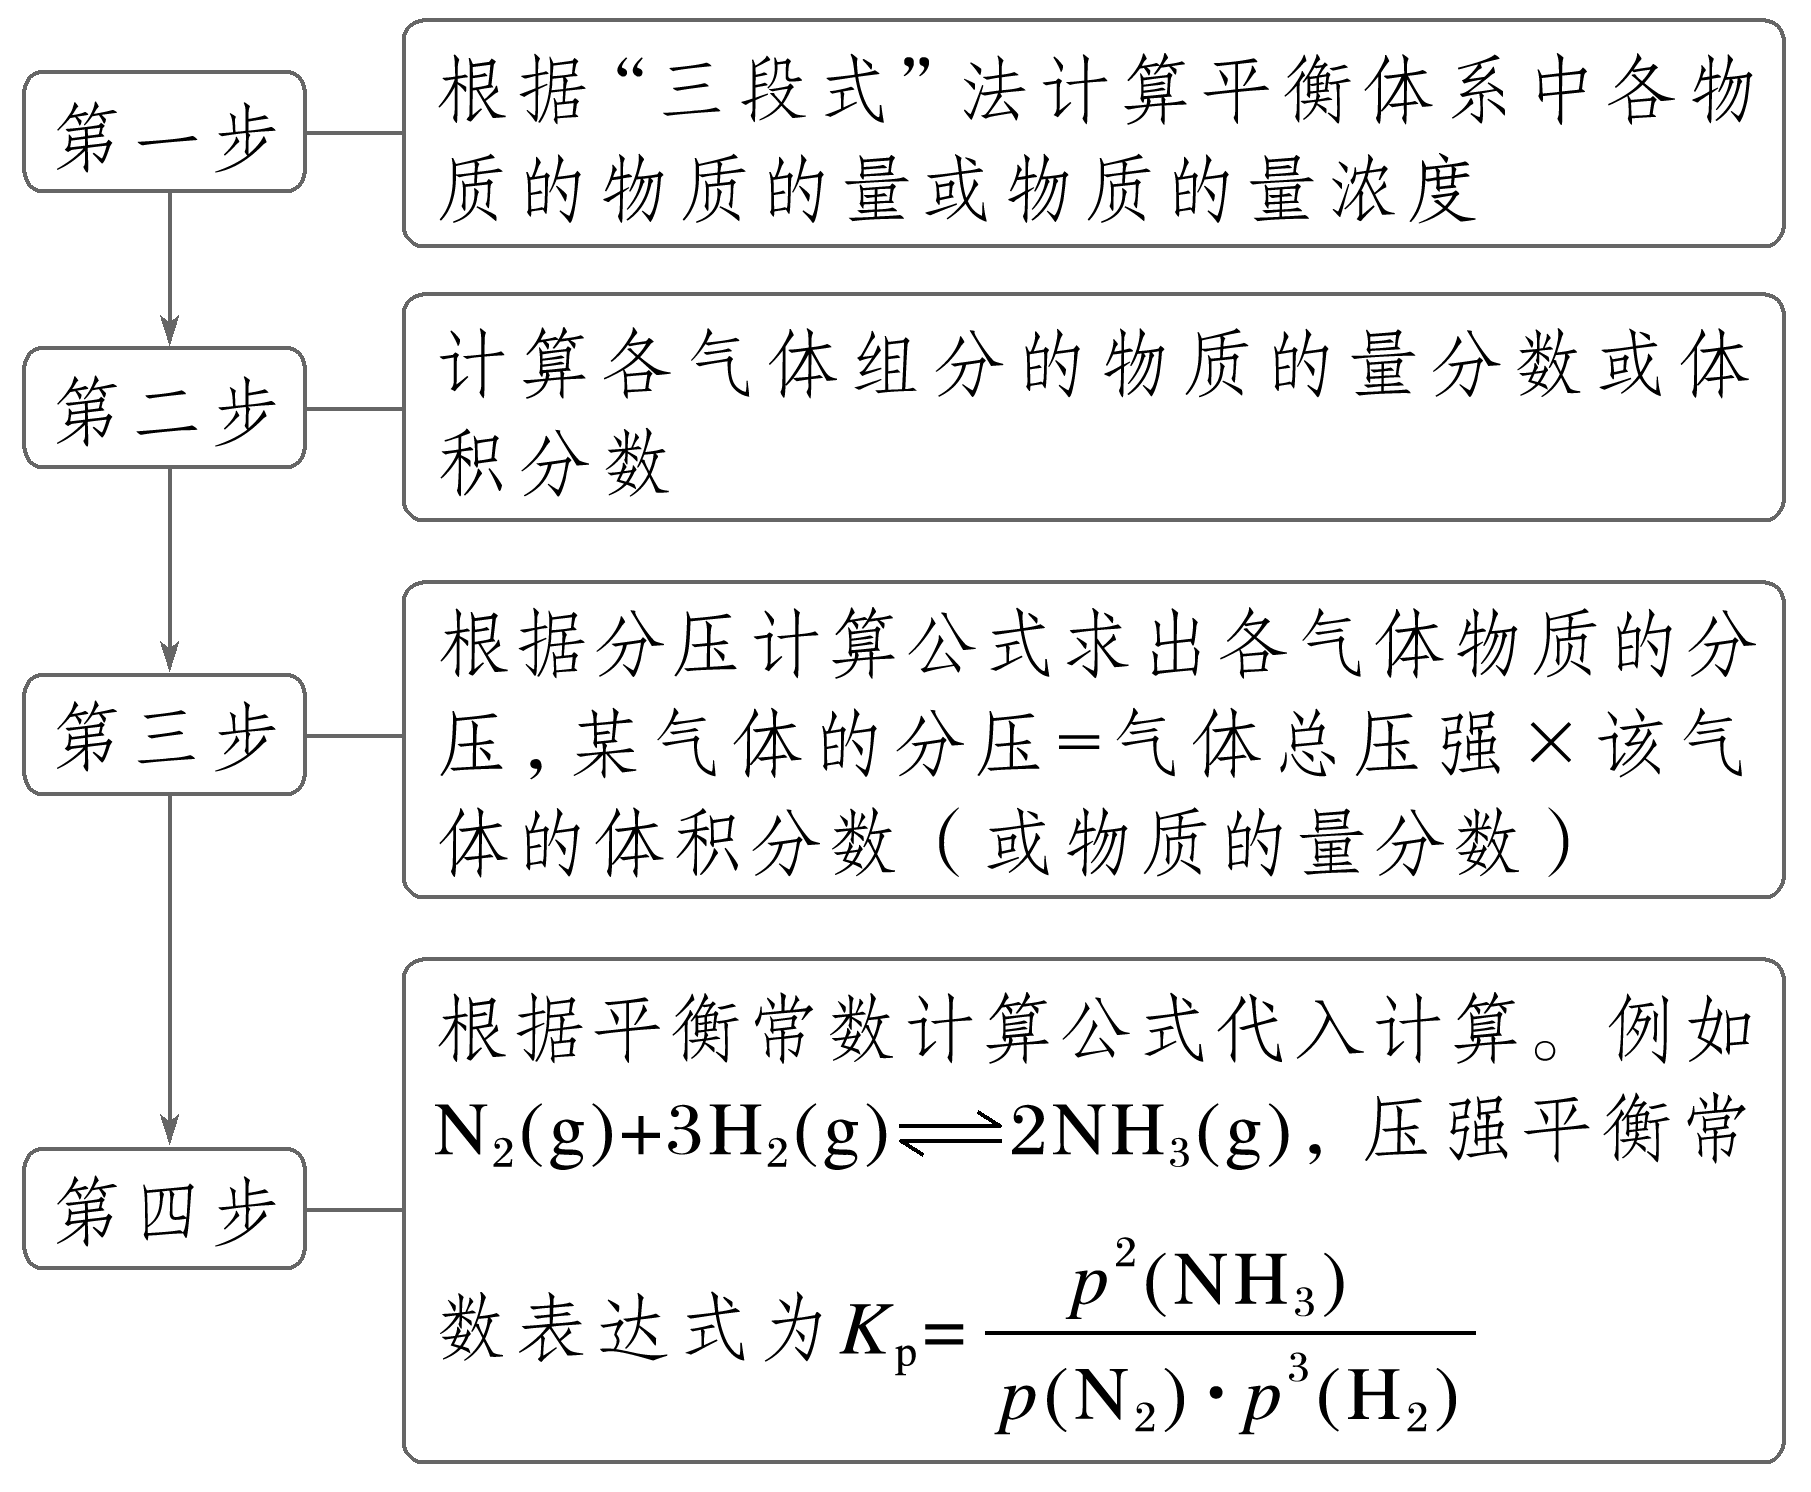 第一步
根据“三段式”法计算平衡体系中各物
质的物质的量或物质的量浓度
第二步
计算各气体组分的物质的量分数或体
积分数
第三步
根据分压计算公式求出各气体物质的分
压,某气体的分压=气体总压强×该气
体的体积分数(或物质的量分数)
第四步
根据平衡常数计算公式代入计算。例如
N₂(g)+3H₂(g)⇌2NH₃(g),压强平衡常
数表达式为Kₚ=p²(NH₃)/p(N₂)·p³(H₂)